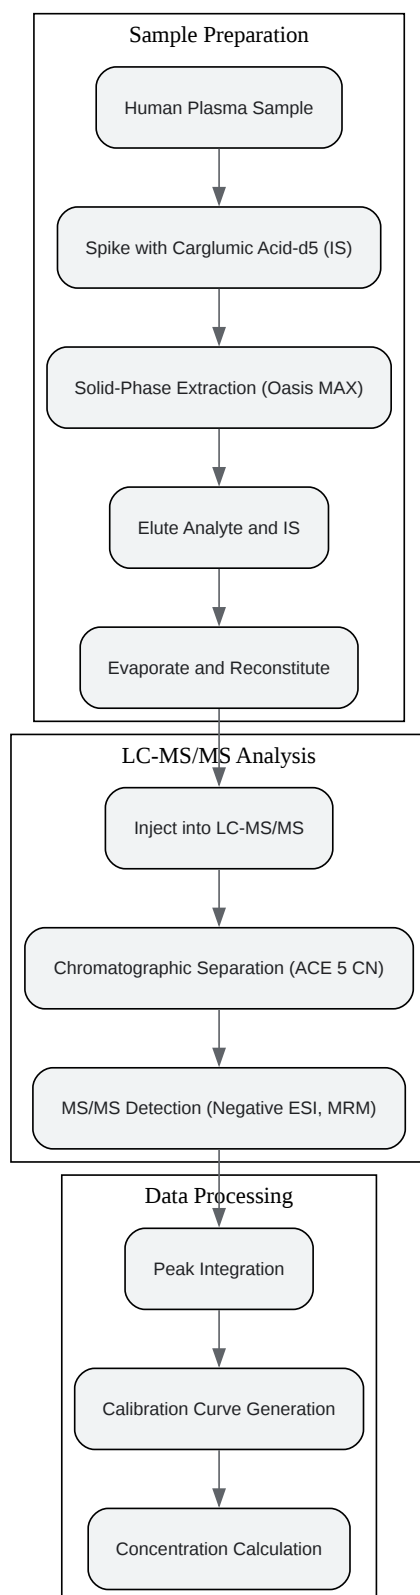 Sample Preparation
Human Plasma Sample
Spike with Carglumic Acid-d5 (IS)
Solid-Phase Extraction (Oasis MAX)
Elute Analyte and IS
Evaporate and Reconstitute
LC-MS/MS Analysis
Inject into LC-MS/MS
Chromatographic Separation (ACE 5 CN)
MS/MS Detection (Negative ESI, MRM)
Data Processing
Peak Integration
Calibration Curve Generation
Concentration Calculation